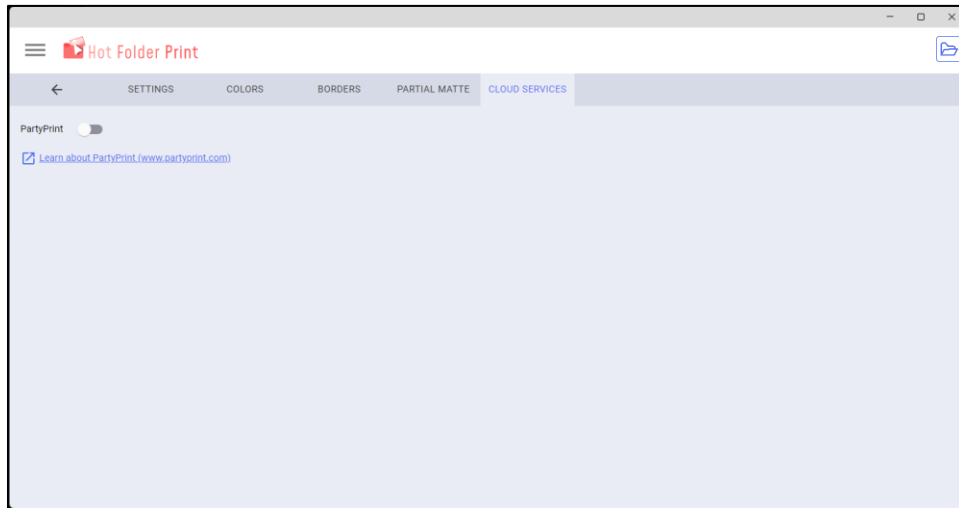 Hot Folder Print
SETTINGS COLORS BORDERS PARTIAL MATTE CLOUD SERVICES
PartyPrint
Learn about PartyPrint (www.partyprint.com)